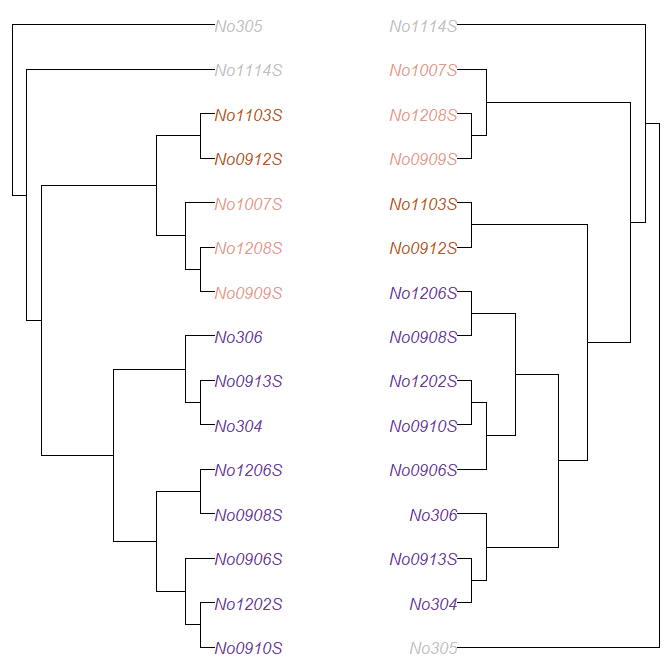 No305 No1114S
No1114S No1007S
No1103S No1208S
No0912S No0909S
No1007S No1103S
No1208S No0912S
No0909S No1206S
No306 No0908S
No0913S No1202S
No304 No0910S
No1206S No0906S
No0908S No306
No0906S No0913S
No1202S No304
No0910S No305